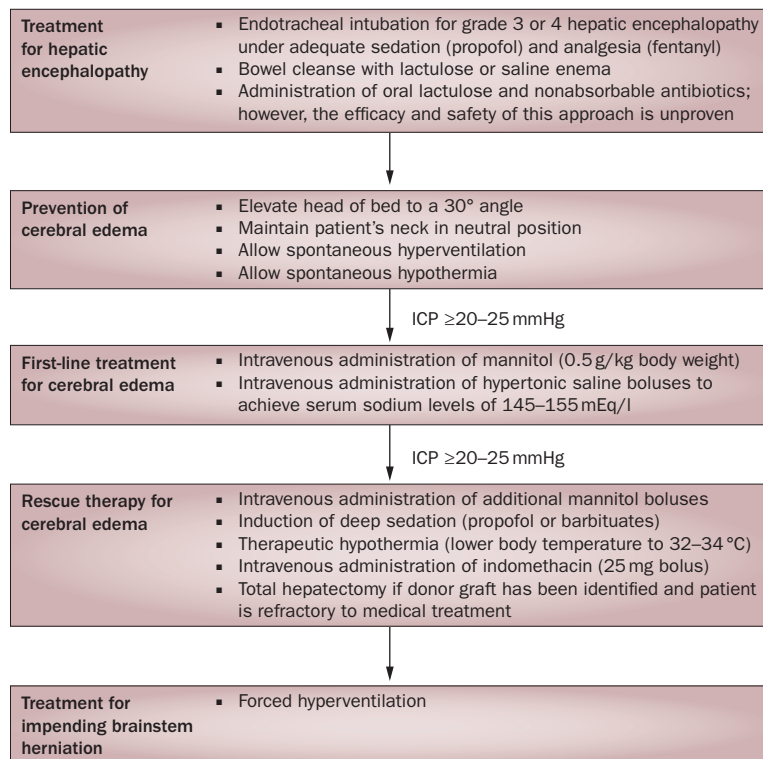 Treatment
for hepatic
encephalopathy
▪ Endotracheal intubation for grade 3 or 4 hepatic encephalopathy
under adequate sedation (propofol) and analgesia (fentanyl)
▪ Bowel cleanse with lactulose or saline enema
▪ Administration of oral lactulose and nonabsorbable antibiotics;
however, the efficacy and safety of this approach is unproven
Prevention of
cerebral edema
▪ Elevate head of bed to a 30° angle
▪ Maintain patient's neck in neutral position
▪ Allow spontaneous hyperventilation
▪ Allow spontaneous hypothermia
ICP ≥20–25 mmHg
First-line treatment
for cerebral edema
▪ Intravenous administration of mannitol (0.5 g/kg body weight)
▪ Intravenous administration of hypertonic saline boluses to
achieve serum sodium levels of 145–155 mEq/l
ICP ≥20–25 mmHg
Rescue therapy for
cerebral edema
▪ Intravenous administration of additional mannitol boluses
▪ Induction of deep sedation (propofol or barbituates)
▪ Therapeutic hypothermia (lower body temperature to 32–34 °C)
▪ Intravenous administration of indomethacin (25 mg bolus)
▪ Total hepatectomy if donor graft has been identified and patient
is refractory to medical treatment
Treatment for
impending brainstem
herniation
▪ Forced hyperventilation